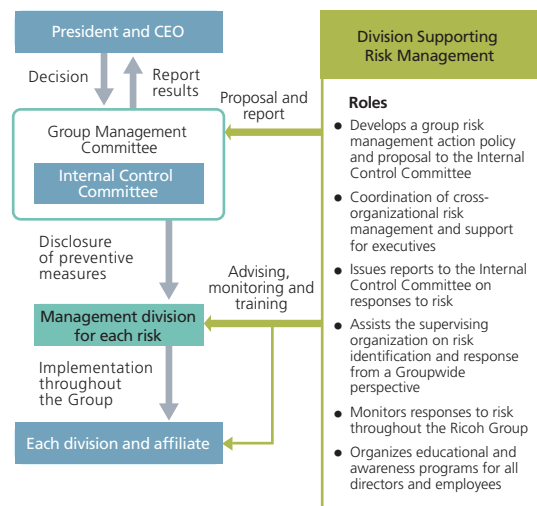 President and CEO
Decision
Report
results
Group Management
Committee
Internal Control
Committee
Disclosure
of preventive
measures
Management division
for each risk
Implementation
throughout
the Group
Each division and affiliate
Proposal and
report
Advising,
monitoring and
training
Division Supporting
Risk Management
Roles
● Develops a group risk
management action policy
and proposal to the Internal
Control Committee
● Coordination of cross-
organizational risk
management and support
for executives
● Issues reports to the Internal
Control Committee on
responses to risk
● Assists the supervising
organization on risk
identification and response
from a Groupwide
perspective
● Monitors responses to risk
throughout the Ricoh Group
● Organizes educational and
awareness programs for all
directors and employees